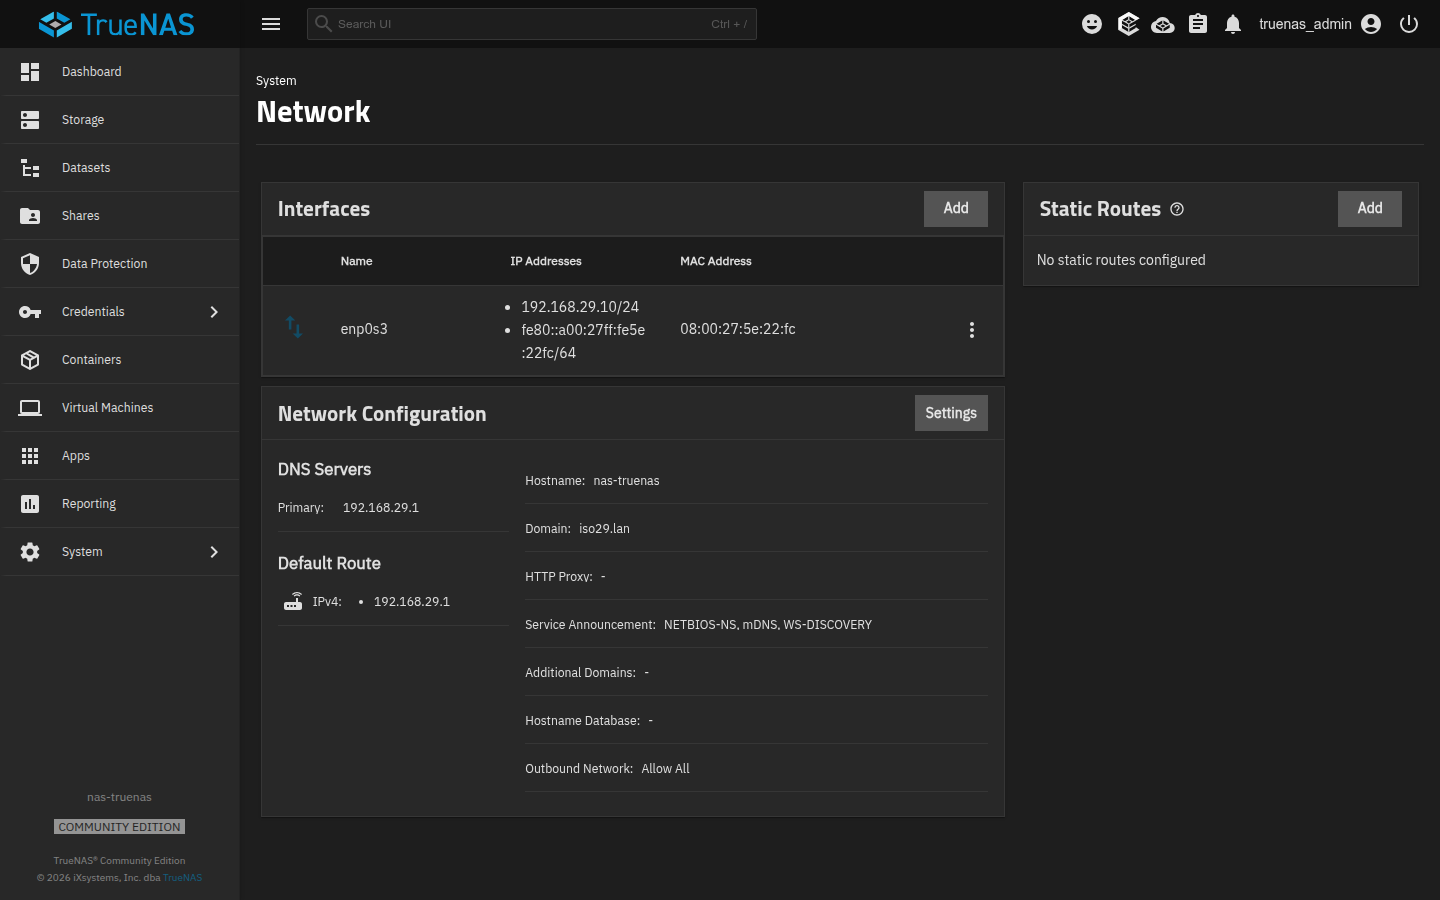 TrueNAS
Search UI
Ctrl + /
truenas_admin
Dashboard
Storage
Datasets
Shares
Data Protection
Credentials
Containers
Virtual Machines
Apps
Reporting
System
nas-truenas
COMMUNITY EDITION
TrueNAS® Community Edition
© 2026 iXsystems, Inc. dba TrueNAS
System
Network
Interfaces
Add
Name IP Addresses MAC Address
enp0s3
• 192.168.29.10/24
• fe80::a00:27ff:fe5e
:22fc/64
08:00:27:5e:22:fc
Network Configuration
Settings
DNS Servers
Primary: 192.168.29.1
Default Route
IPv4: • 192.168.29.1
Hostname: nas-truenas
Domain: iso29.lan
HTTP Proxy: -
Service Announcement: NETBIOS-NS, mDNS, WS-DISCOVERY
Additional Domains: -
Hostname Database: -
Outbound Network: Allow All
Static Routes
Add
No static routes configured